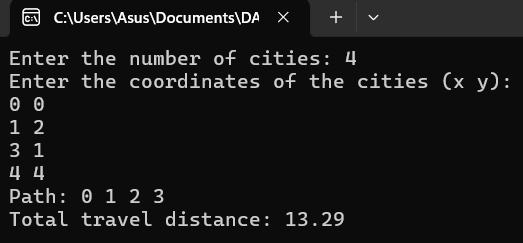 C:\Users\Asus\Documents\DA
Enter the number of cities: 4
Enter the coordinates of the cities (x y):
0 0
1 2
3 1
4 4
Path: 0 1 2 3
Total travel distance: 13.29